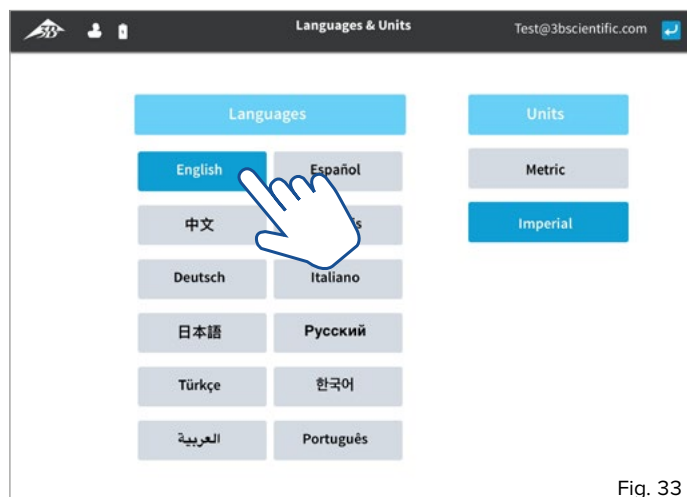 3B
Languages & Units
Test@3bscientific.com
Languages
Units
English
Español
Metric
中文
Imperial
Deutsch
Italiano
日本語
Русский
Türkçe
한국어
العربية
Português
Fig. 33